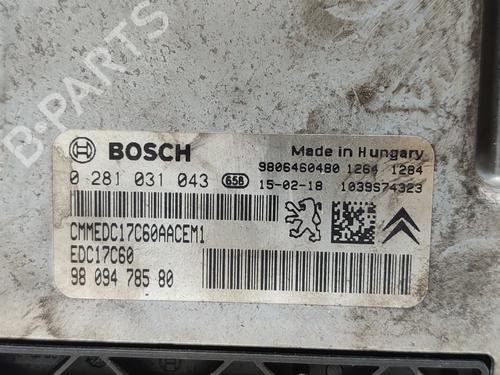 B-PARTS
BOSCH
Made in Hungary
9806460480 1264 1284
0 281 031 043 658 15-02-18 1039S74323
CMMEDC17C60AACEM1
EDC17C60
98 094 785 80